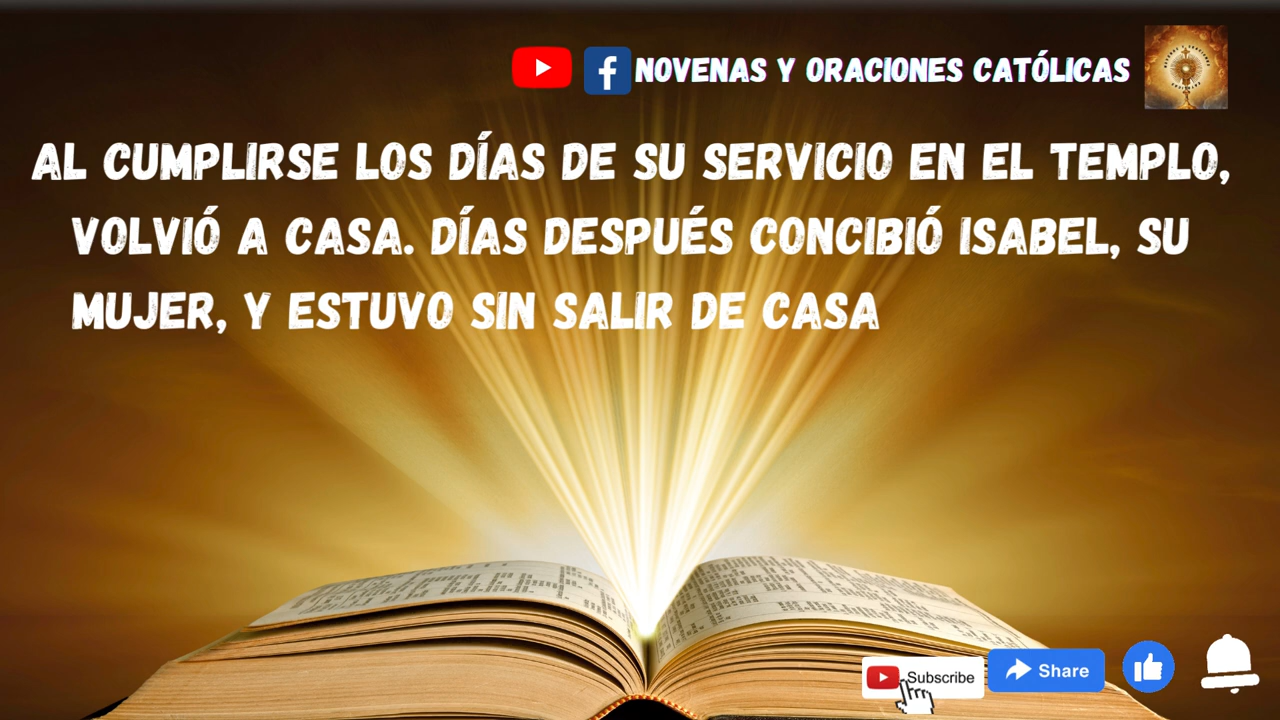 NOVENAS Y ORACIONES CATÓLICAS
AL CUMPLIRSE LOS DÍAS DE SU SERVICIO EN EL TEMPLO,
VOLVIÓ A CASA. DÍAS DESPUÉS CONCIBIÓ ISABEL, SU
MUJER, Y ESTUVO SIN SALIR DE CASA
Subscribe
Share